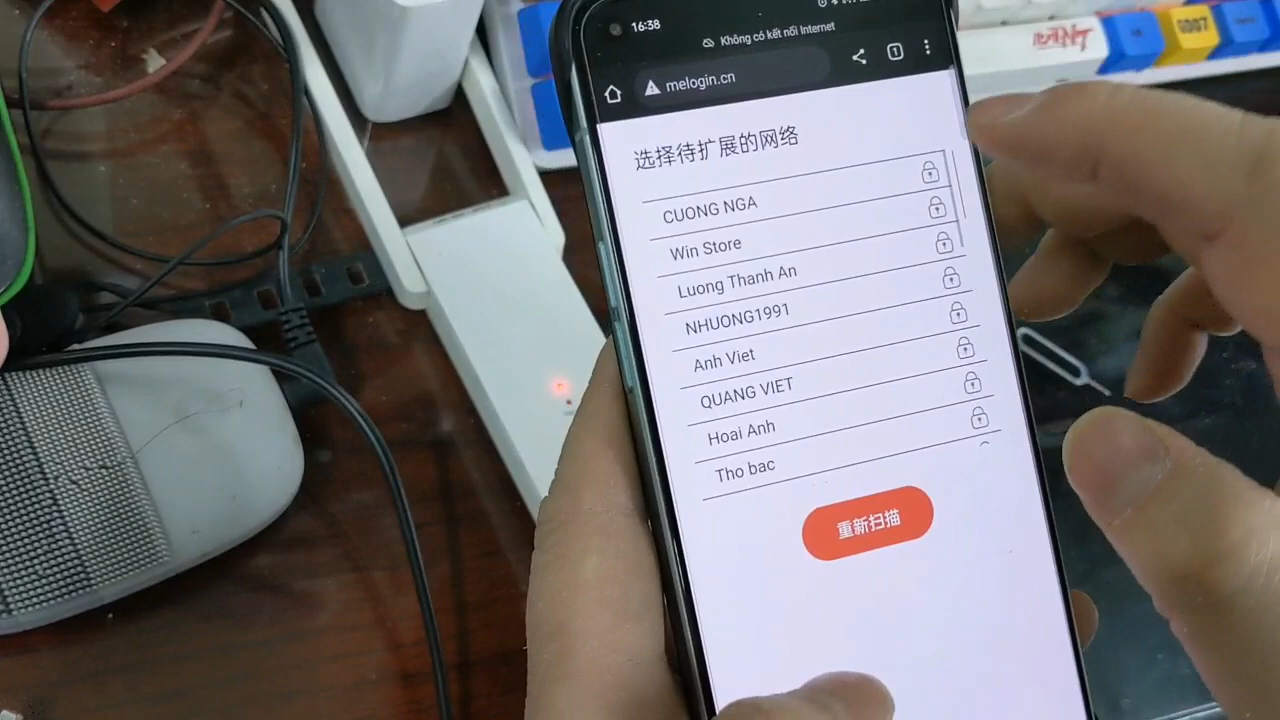 16:38
Không có kết nối Internet
melogin.cn
1
选择待扩展的网络
CUONG NGA
Win Store
Luong Thanh An
NHUONG1991
Anh Viet
QUANG VIET
Hoai Anh
Tho bac
重新扫描